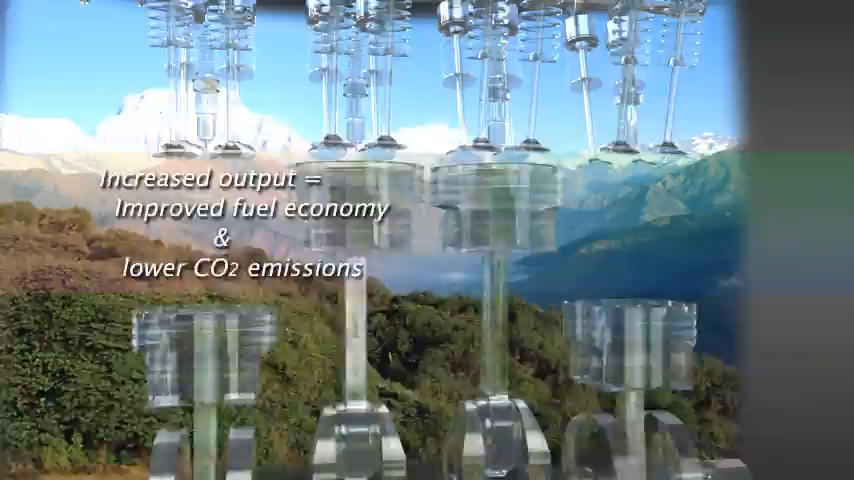 Increased output =
Improved fuel economy
&
lower CO2 emissions